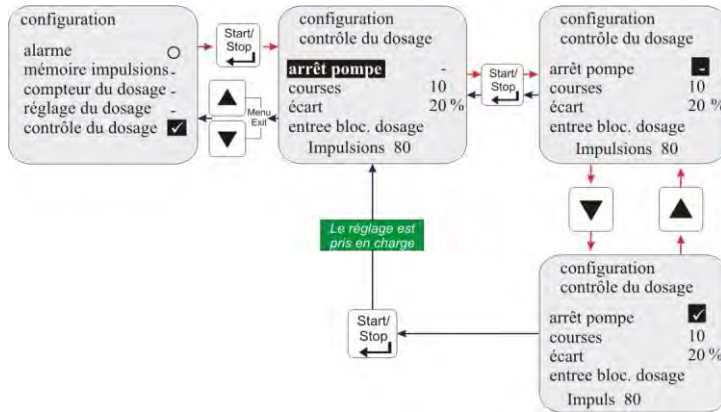 configuration
alarme
mémoire impulsions -
compteur du dosage -
réglage du dosage -
contrôle du dosage
Start/
Stop
Menu
Exit
configuration
contrôle du dosage
arrêt pompe -
courses 10
écart 20 %
entree bloc. dosage
Impulsions 80
Start/
Stop
configuration
contrôle du dosage
arrêt pompe -
courses 10
écart 20 %
entree bloc. dosage
Impulsions 80
Le réglage est
pris en charge
Start/
Stop
configuration
contrôle du dosage
arrêt pompe
courses 10
écart 20 %
entree bloc. dosage
Impuls 80